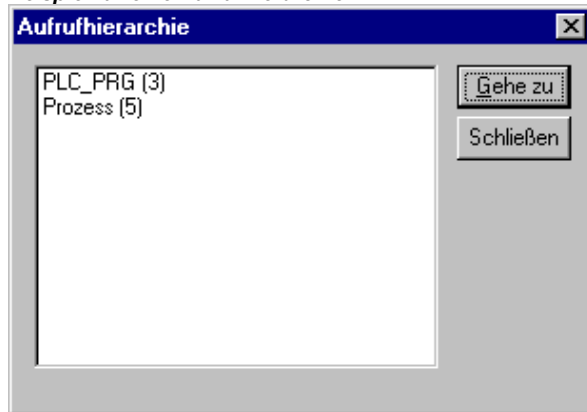 Aufrufhierarchie
PLC_PRG (3)
Prozess (5)
Gehe zu
Schließen